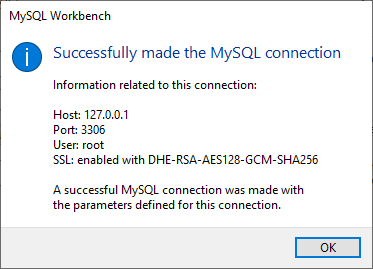 MySQL Workbench
Successfully made the MySQL connection
Information related to this connection:
Host: 127.0.0.1
Port: 3306
User: root
SSL: enabled with DHE-RSA-AES128-GCM-SHA256
A successful MySQL connection was made with
the parameters defined for this connection.
OK